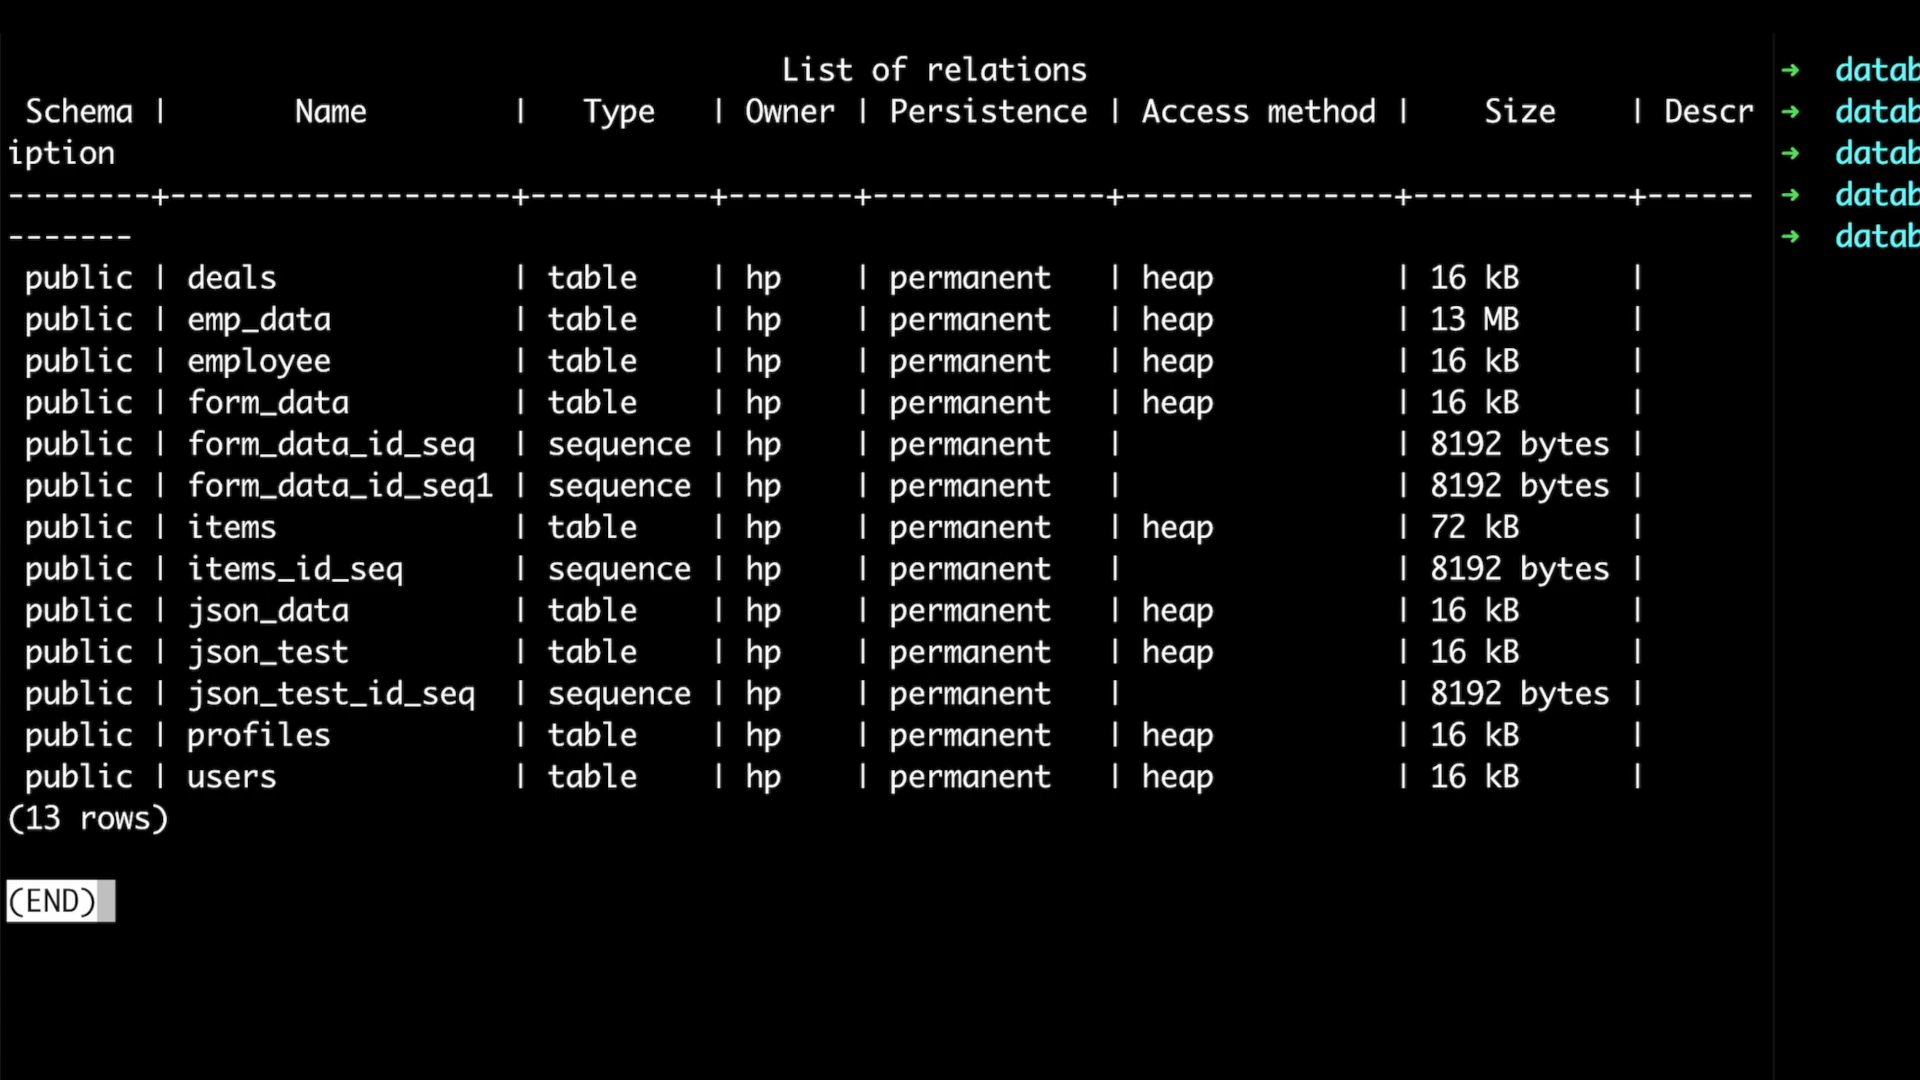 List of relations
 Schema |       Name        |   Type   | Owner | Persistence | Access method |    Size    | Descr
iption
--------+-------------------+----------+-------+-------------+---------------+------------+------
-------
 public | deals             | table    | hp    | permanent   | heap          | 16 kB      |
 public | emp_data          | table    | hp    | permanent   | heap          | 13 MB      |
 public | employee          | table    | hp    | permanent   | heap          | 16 kB      |
 public | form_data         | table    | hp    | permanent   | heap          | 16 kB      |
 public | form_data_id_seq  | sequence | hp    | permanent   |               | 8192 bytes |
 public | form_data_id_seq1 | sequence | hp    | permanent   |               | 8192 bytes |
 public | items             | table    | hp    | permanent   | heap          | 72 kB      |
 public | items_id_seq      | sequence | hp    | permanent   |               | 8192 bytes |
 public | json_data         | table    | hp    | permanent   | heap          | 16 kB      |
 public | json_test         | table    | hp    | permanent   | heap          | 16 kB      |
 public | json_test_id_seq  | sequence | hp    | permanent   |               | 8192 bytes |
 public | profiles          | table    | hp    | permanent   | heap          | 16 kB      |
 public | users             | table    | hp    | permanent   | heap          | 16 kB      |
(13 rows)
(END)
→ datab
→ datab
→ datab
→ datab
→ datab